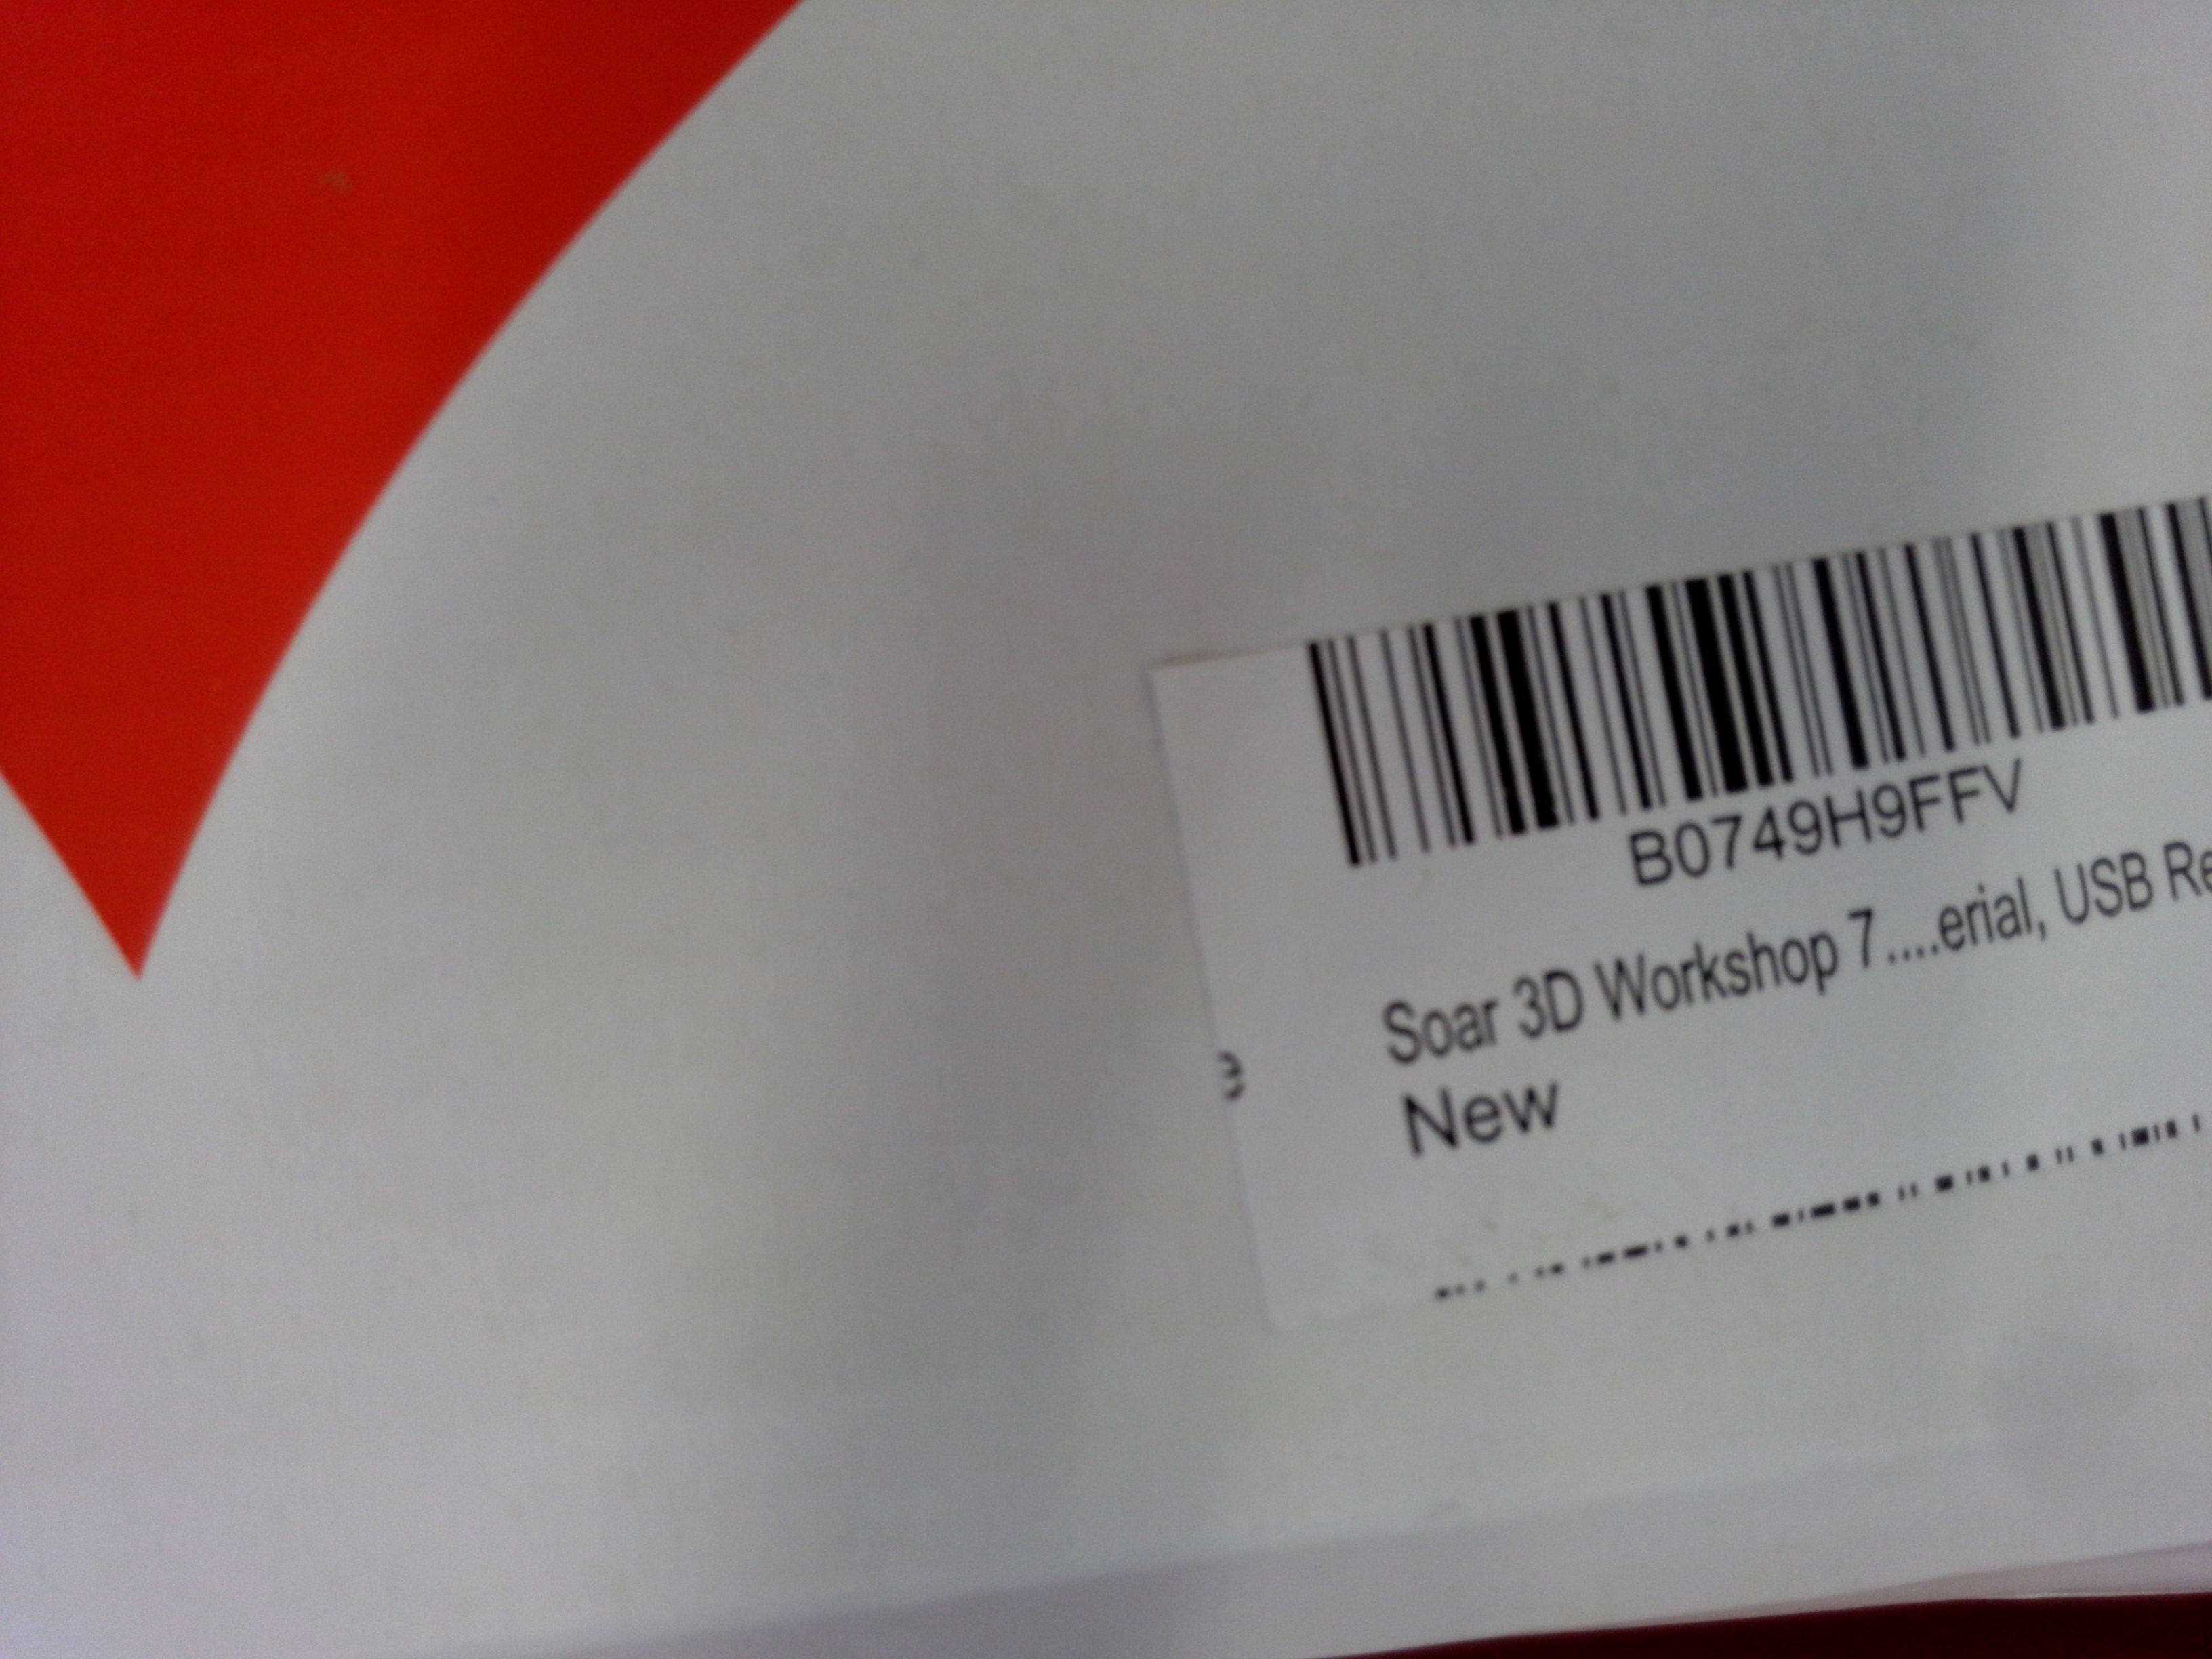 B0749H9FFV
Soar 3D Workshop 7....erial, USB Re
New